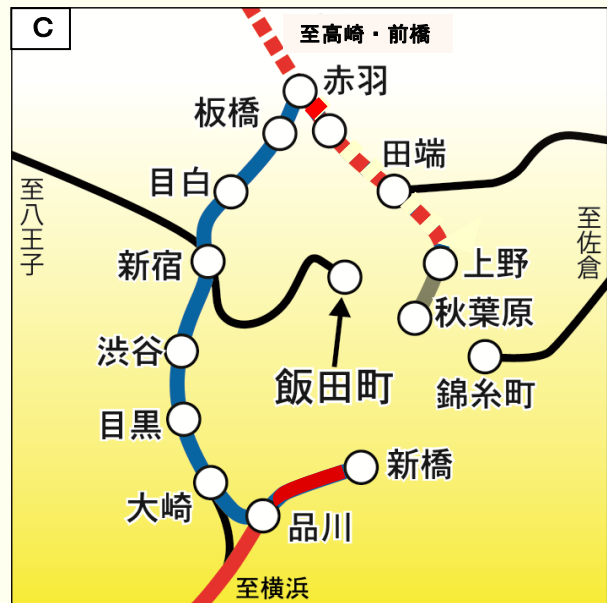 C
至高崎・前橋
赤羽
板橋
田端
目白
至八王子
至佐倉
新宿
上野
秋葉原
渋谷
飯田町
錦糸町
目黒
新橋
大崎
品川
至横浜